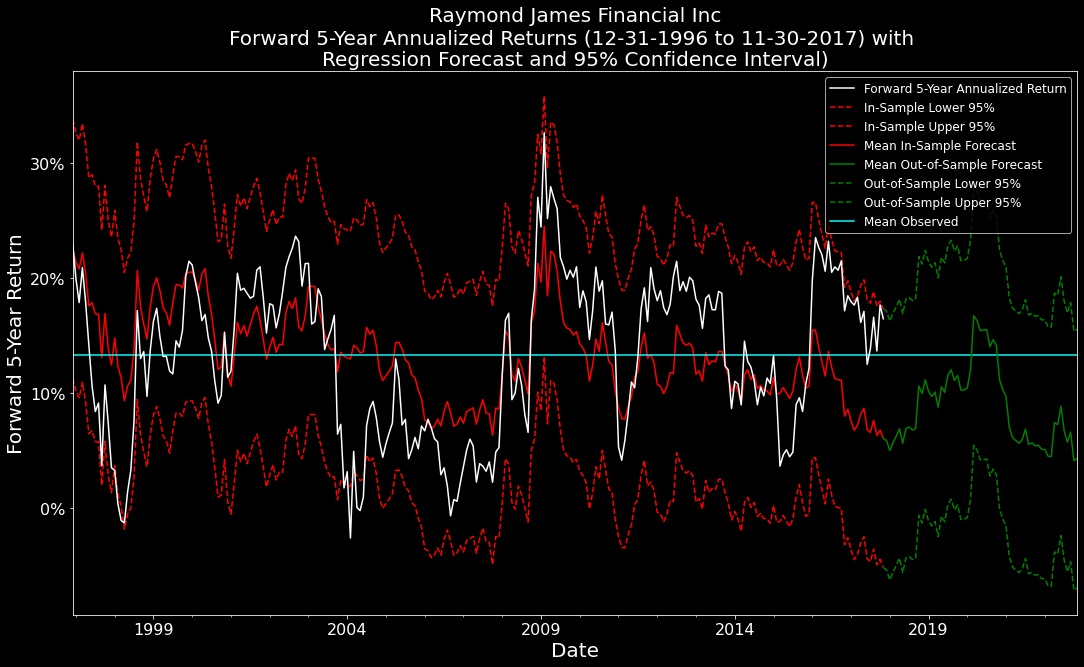 Raymond James Financial Inc
Forward 5-Year Annualized Returns (12-31-1996 to 11-30-2017) with
Regression Forecast and 95% Confidence Interval)
Forward 5-Year Annualized Return
In-Sample Lower 95%
In-Sample Upper 95%
Mean In-Sample Forecast
Mean Out-of-Sample Forecast
Out-of-Sample Lower 95%
Out-of-Sample Upper 95%
Mean Observed
Forward 5-Year Return
30%
20%
10%
0%
1999
2004
2009
2014
2019
Date